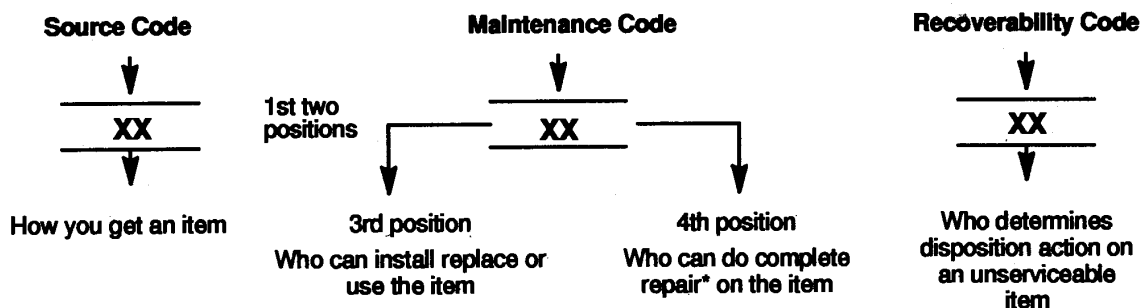 Source Code
XX
How you get an item
Maintenance Code
1st two
positions
XX
3rd position
Who can install replace or
use the item
4th position
Who can do complete
repair* on the item
Recoverability Code
XX
Who determines
disposition action on
an unserviceable
item